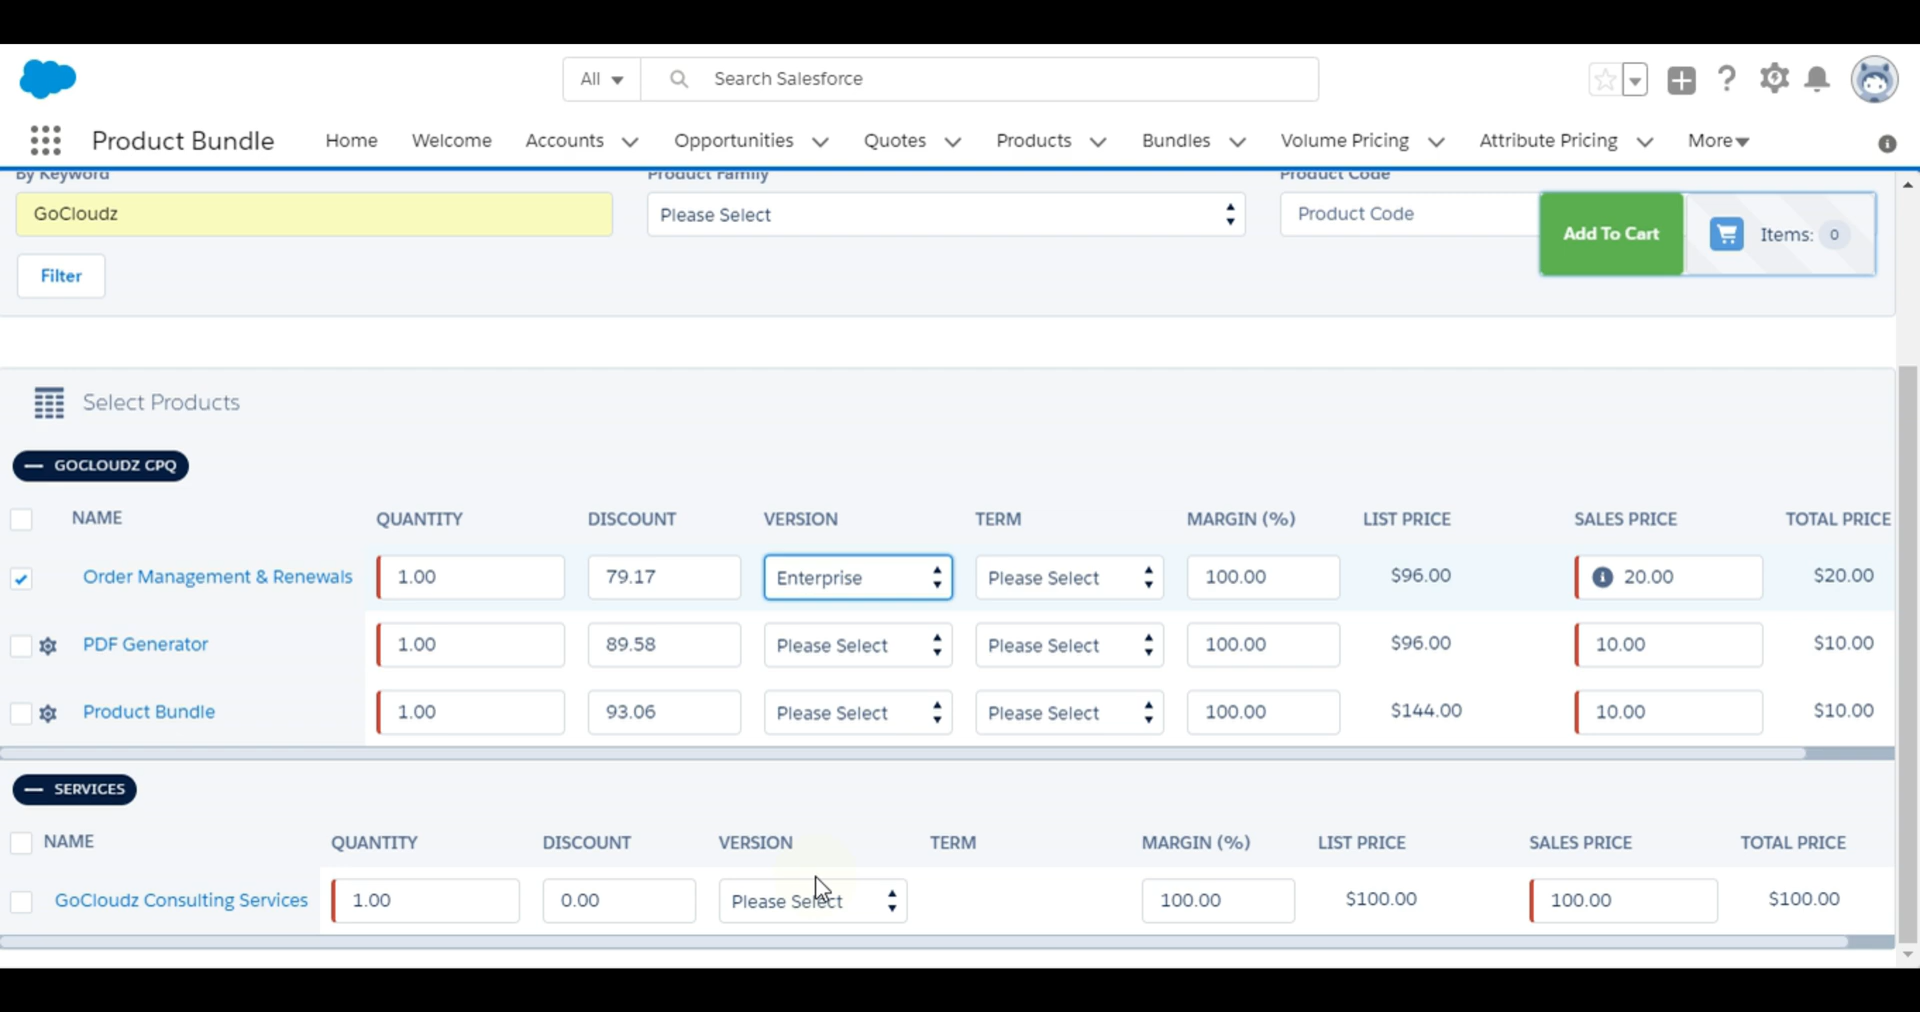 All Search Salesforce
Product Bundle Home Welcome Accounts Opportunities Quotes Products Bundles Volume Pricing Attribute Pricing More
By Keyword Product Family Product Code
GoCloudz Please Select Product Code Add To Cart Items: 0
Filter
Select Products
GOCLOUDZ CPQ
NAME QUANTITY DISCOUNT VERSION TERM MARGIN (%) LIST PRICE SALES PRICE TOTAL PRICE
Order Management & Renewals 1.00 79.17 Enterprise Please Select 100.00 $96.00 20.00 $20.00
PDF Generator 1.00 89.58 Please Select Please Select 100.00 $96.00 10.00 $10.00
Product Bundle 1.00 93.06 Please Select Please Select 100.00 $144.00 10.00 $10.00
SERVICES
NAME QUANTITY DISCOUNT VERSION TERM MARGIN (%) LIST PRICE SALES PRICE TOTAL PRICE
GoCloudz Consulting Services 1.00 0.00 Please Select 100.00 $100.00 100.00 $100.00